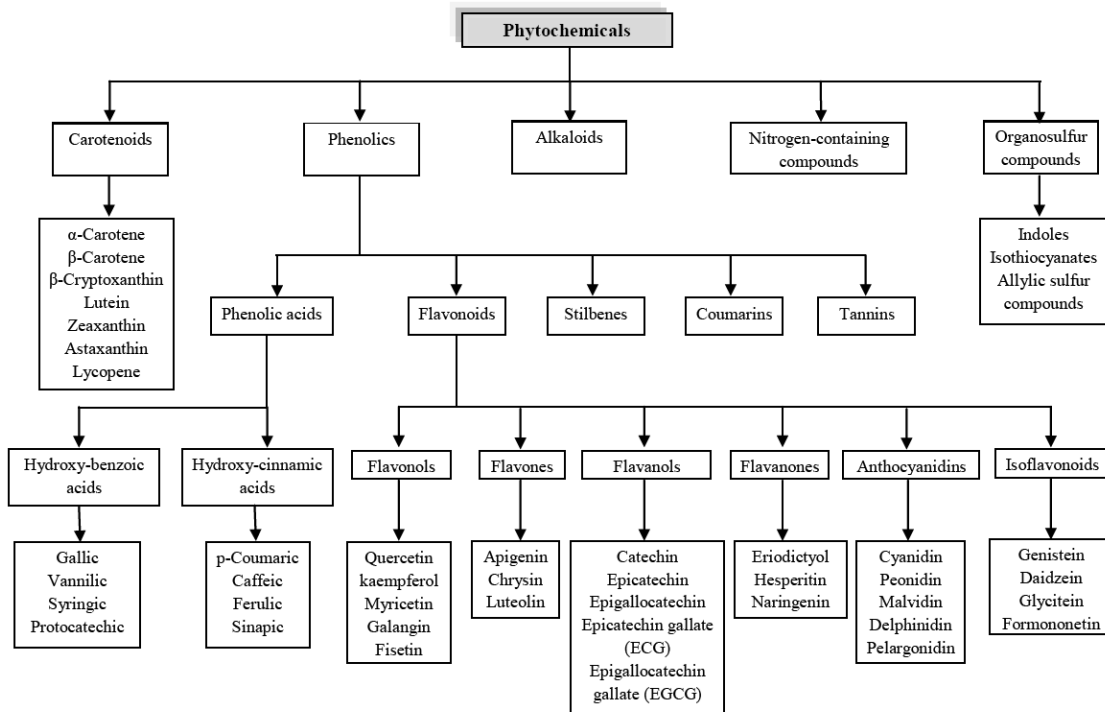 Phytochemicals
Carotenoids
Phenolics
Alkaloids
Nitrogen-containing
compounds
Organosulfur
compounds
α-Carotene
β-Carotene
β-Cryptoxanthin
Lutein
Zeaxanthin
Astaxanthin
Lycopene
Indoles
Isothiocyanates
Allylic sulfur
compounds
Phenolic acids
Flavonoids
Stilbenes
Coumarins
Tannins
Hydroxy-benzoic
acids
Hydroxy-cinnamic
acids
Flavonols
Flavones
Flavanols
Flavanones
Anthocyanidins
Isoflavonoids
Gallic
Vannilic
Syringic
Protocatechic
p-Coumaric
Caffeic
Ferulic
Sinapic
Quercetin
kaempferol
Myricetin
Galangin
Fisetin
Apigenin
Chrysin
Luteolin
Catechin
Epicatechin
Epigallocatechin
Epicatechin gallate
(ECG)
Epigallocatechin
gallate (EGCG)
Eriodictyol
Hesperitin
Naringenin
Cyanidin
Peonidin
Malvidin
Delphinidin
Pelargonidin
Genistein
Daidzein
Glycitein
Formononetin